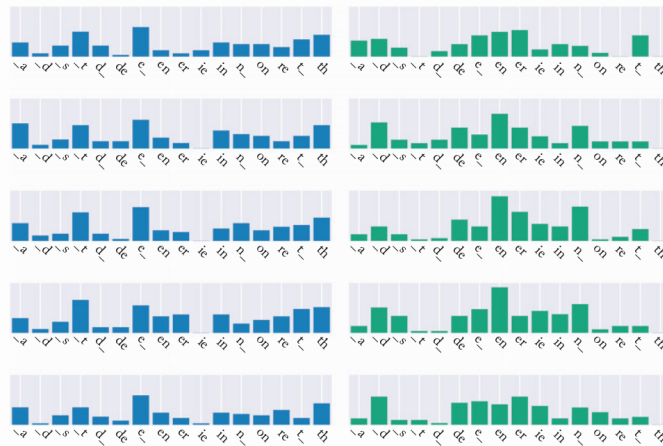 _a _d _s _t d_ de e_ en er ie in n_ on re t_ th _a _d _s _t d_ de e_ en er ie in n_ on re t_ th
_a _d _s _t d_ de e_ en er ie in n_ on re t_ th _a _d _s _t d_ de e_ en er ie in n_ on re t_ th
_a _d _s _t d_ de e_ en er ie in n_ on re t_ th _a _d _s _t d_ de e_ en er ie in n_ on re t_ th
_a _d _s _t d_ de e_ en er ie in n_ on re t_ th _a _d _s _t d_ de e_ en er ie in n_ on re t_ th
_a _d _s _t d_ de e_ en er ie in n_ on re t_ th _a _d _s _t d_ de e_ en er ie in n_ on re t_ th